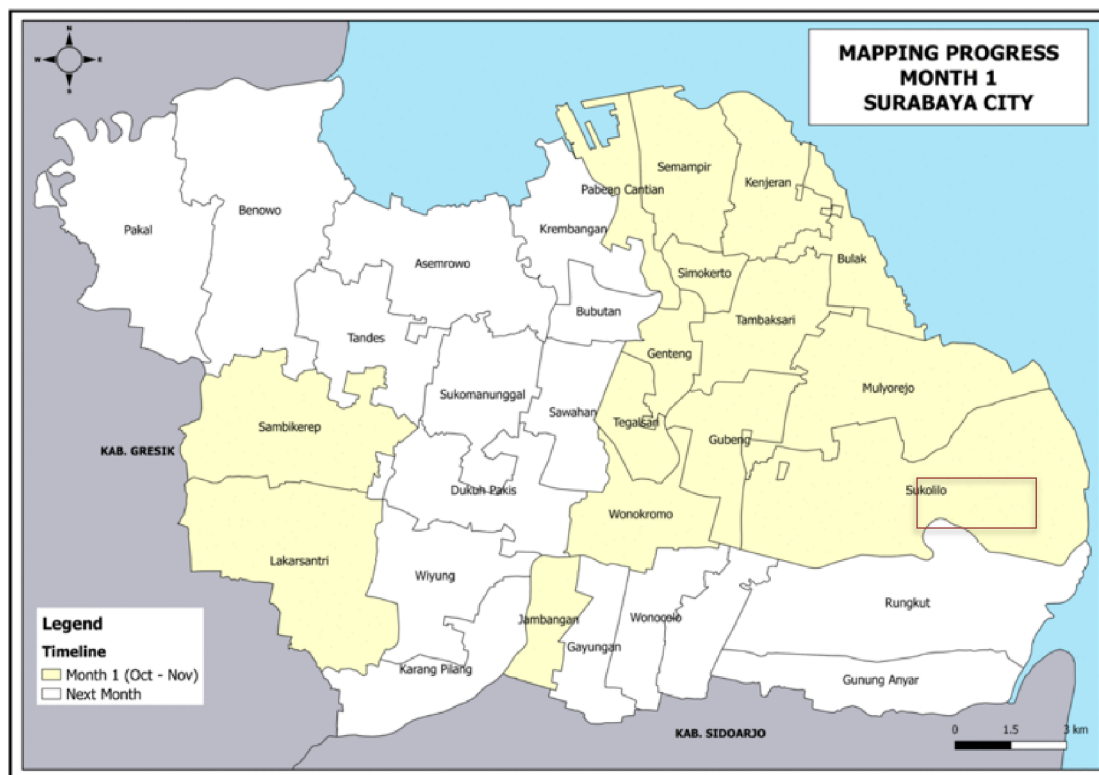 N
W
E
S
MAPPING PROGRESS
MONTH 1
SURABAYA CITY
Semampir
Kenjeran
Pabean Cantian
Benowo
Pakal
Krembangan
Asemrowo
Bulak
Simokerto
Bubutan
Tambaksari
Tandes
Genteng
Mulyorejo
Sukomanunggal
Sawahan
Tegalsari
Sambikerep
Gubeng
KAB. GRESIK
Dukuh Pakis
Sukolilo
Wonokromo
Lakarsantri
Wiyung
Rungkut
Jambangan
Wonocolo
Gayungan
Karang Pilang
Gunung Anyar
KAB. SIDOARJO
Legend
Timeline
Month 1 (Oct - Nov)
Next Month
0 1.5 3 km